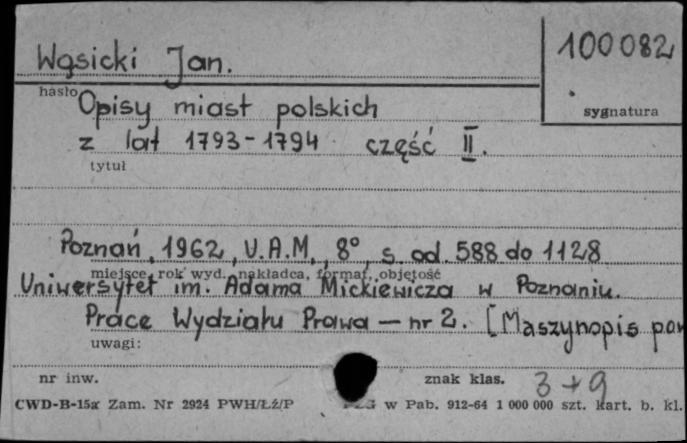 Wąsicki Jan.
100 082
hasło
sygnatura
Opisy miast polskich
z lat 1793-1794 część II.
tytuł
Poznań, 1962, U.A.M., 8°, s. od 588 do 1128
miejsce, rok wyd., nakładca, format, objętość
Uniwersytet im. Adama Mickiewicza w Poznaniu.
Prace Wydziału Prawa — nr 2. [Maszynopis
uwagi:
nr inw.
znak klas. 3+9
CWD-B-15a Zam. Nr 2924 PWH/Łź/P
w Pab. 912-64 1 000 000 szt. kart. b. kl.